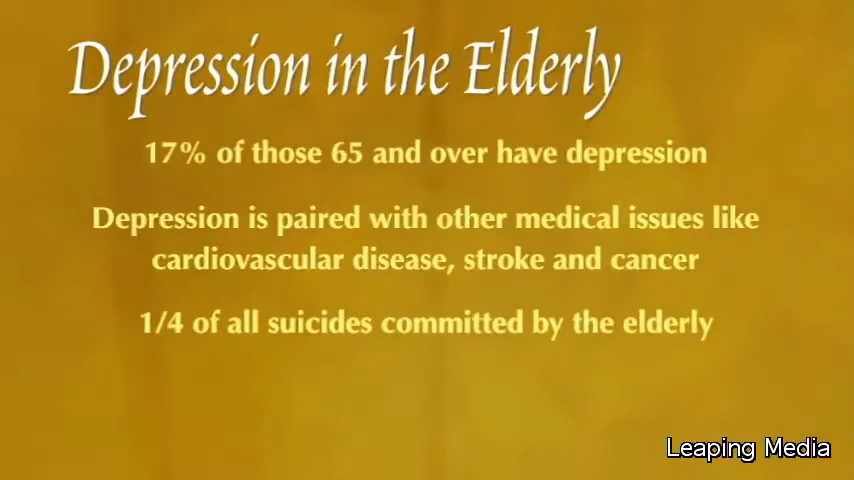 Depression in the Elderly
17% of those 65 and over have depression
Depression is paired with other medical issues like
cardiovascular disease, stroke and cancer
1/4 of all suicides committed by the elderly
Leaping Media